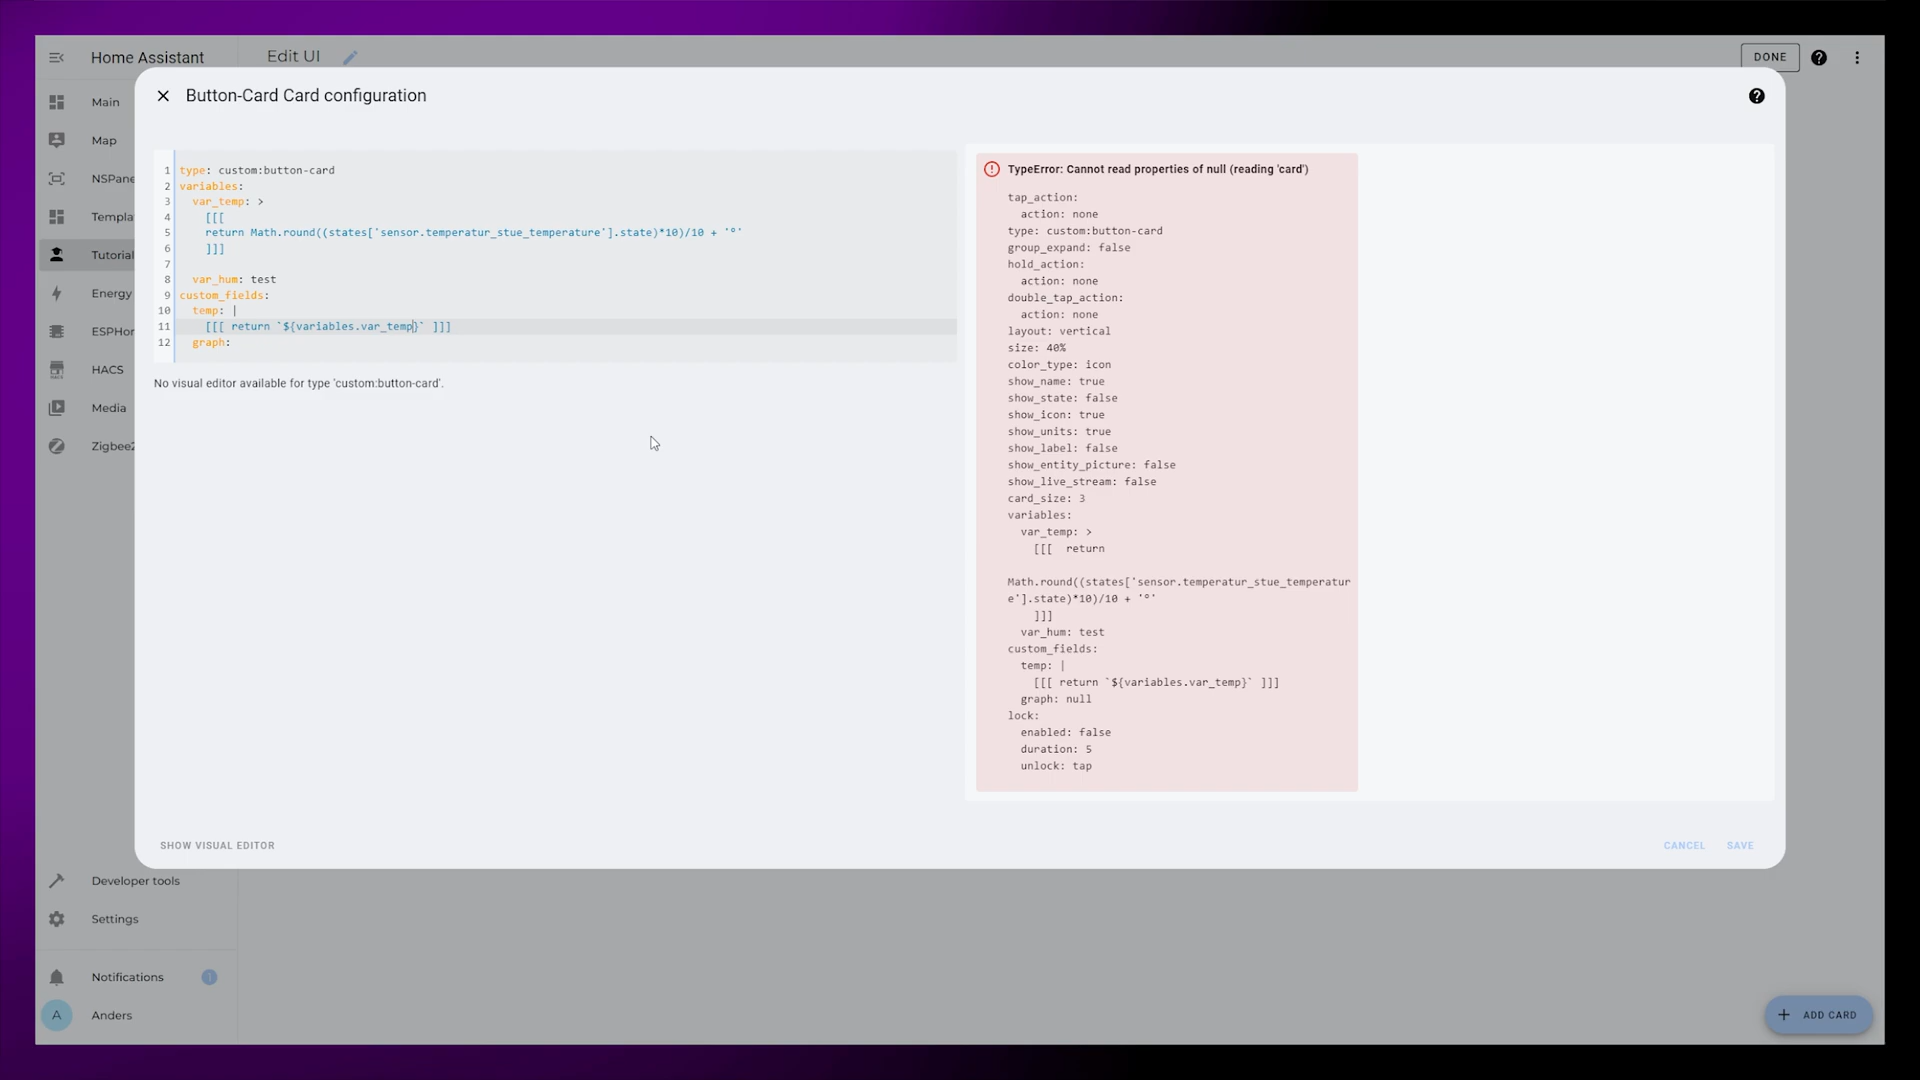 Home Assistant
Edit UI
DONE
Main
Map
NSPane
Templa
Tutorial
Energy
ESPHor
HACS
Media
Zigbee2
Developer tools
Settings
Notifications
1
A
Anders
Button-Card Card configuration
1 type: custom:button-card
2 variables:
3 var_temp: >
4 [[[
5 return Math.round((states['sensor.temperatur_stue_temperature'].state)*10)/10 + '°'
6 ]]]
7
8 var_hum: test
9 custom_fields:
10 temp: |
11 [[[ return `${variables.var_temp}` ]]]
12 graph:
No visual editor available for type 'custom:button-card'.
TypeError: Cannot read properties of null (reading 'card')
tap_action:
action: none
type: custom:button-card
group_expand: false
hold_action:
action: none
double_tap_action:
action: none
layout: vertical
size: 40%
color_type: icon
show_name: true
show_state: false
show_icon: true
show_units: true
show_label: false
show_entity_picture: false
show_live_stream: false
card_size: 3
variables:
var_temp: >
[[[ return
Math.round((states['sensor.temperatur_stue_temperatur
e'].state)*10)/10 + '°'
]]]
var_hum: test
custom_fields:
temp: |
[[[ return `${variables.var_temp}` ]]]
graph: null
lock:
enabled: false
duration: 5
unlock: tap
SHOW VISUAL EDITOR
CANCEL
SAVE
ADD CARD